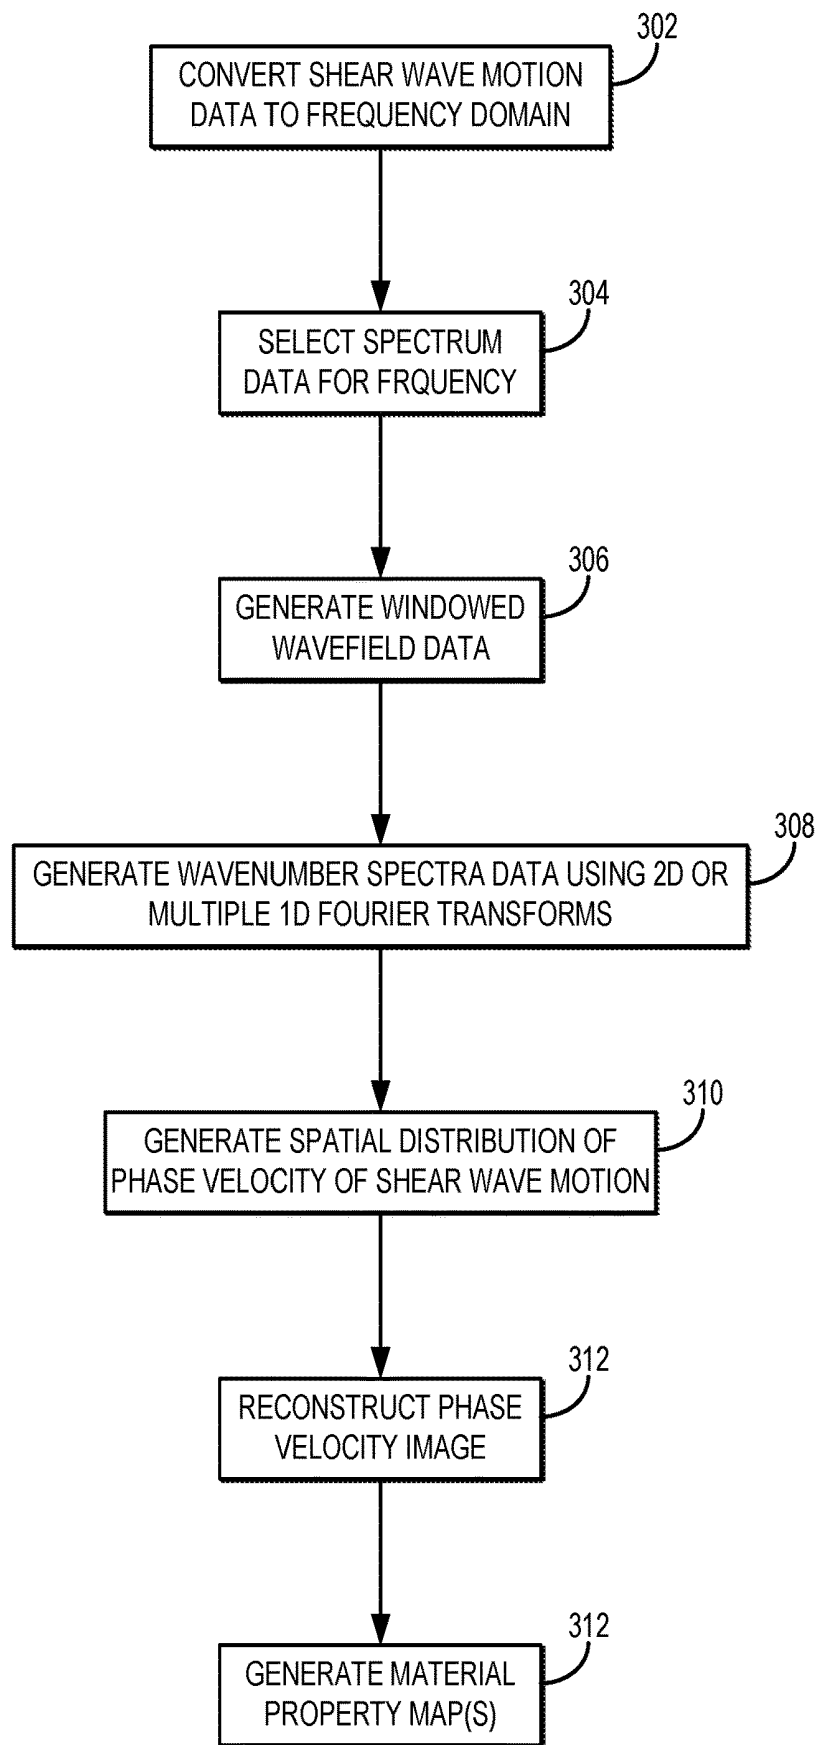 302
CONVERT SHEAR WAVE MOTION
DATA TO FREQUENCY DOMAIN
304
SELECT SPECTRUM
DATA FOR FRQUENCY
306
GENERATE WINDOWED
WAVEFIELD DATA
308
GENERATE WAVENUMBER SPECTRA DATA USING 2D OR
MULTIPLE 1D FOURIER TRANSFORMS
310
GENERATE SPATIAL DISTRIBUTION OF
PHASE VELOCITY OF SHEAR WAVE MOTION
312
RECONSTRUCT PHASE
VELOCITY IMAGE
312
GENERATE MATERIAL
PROPERTY MAP(S)